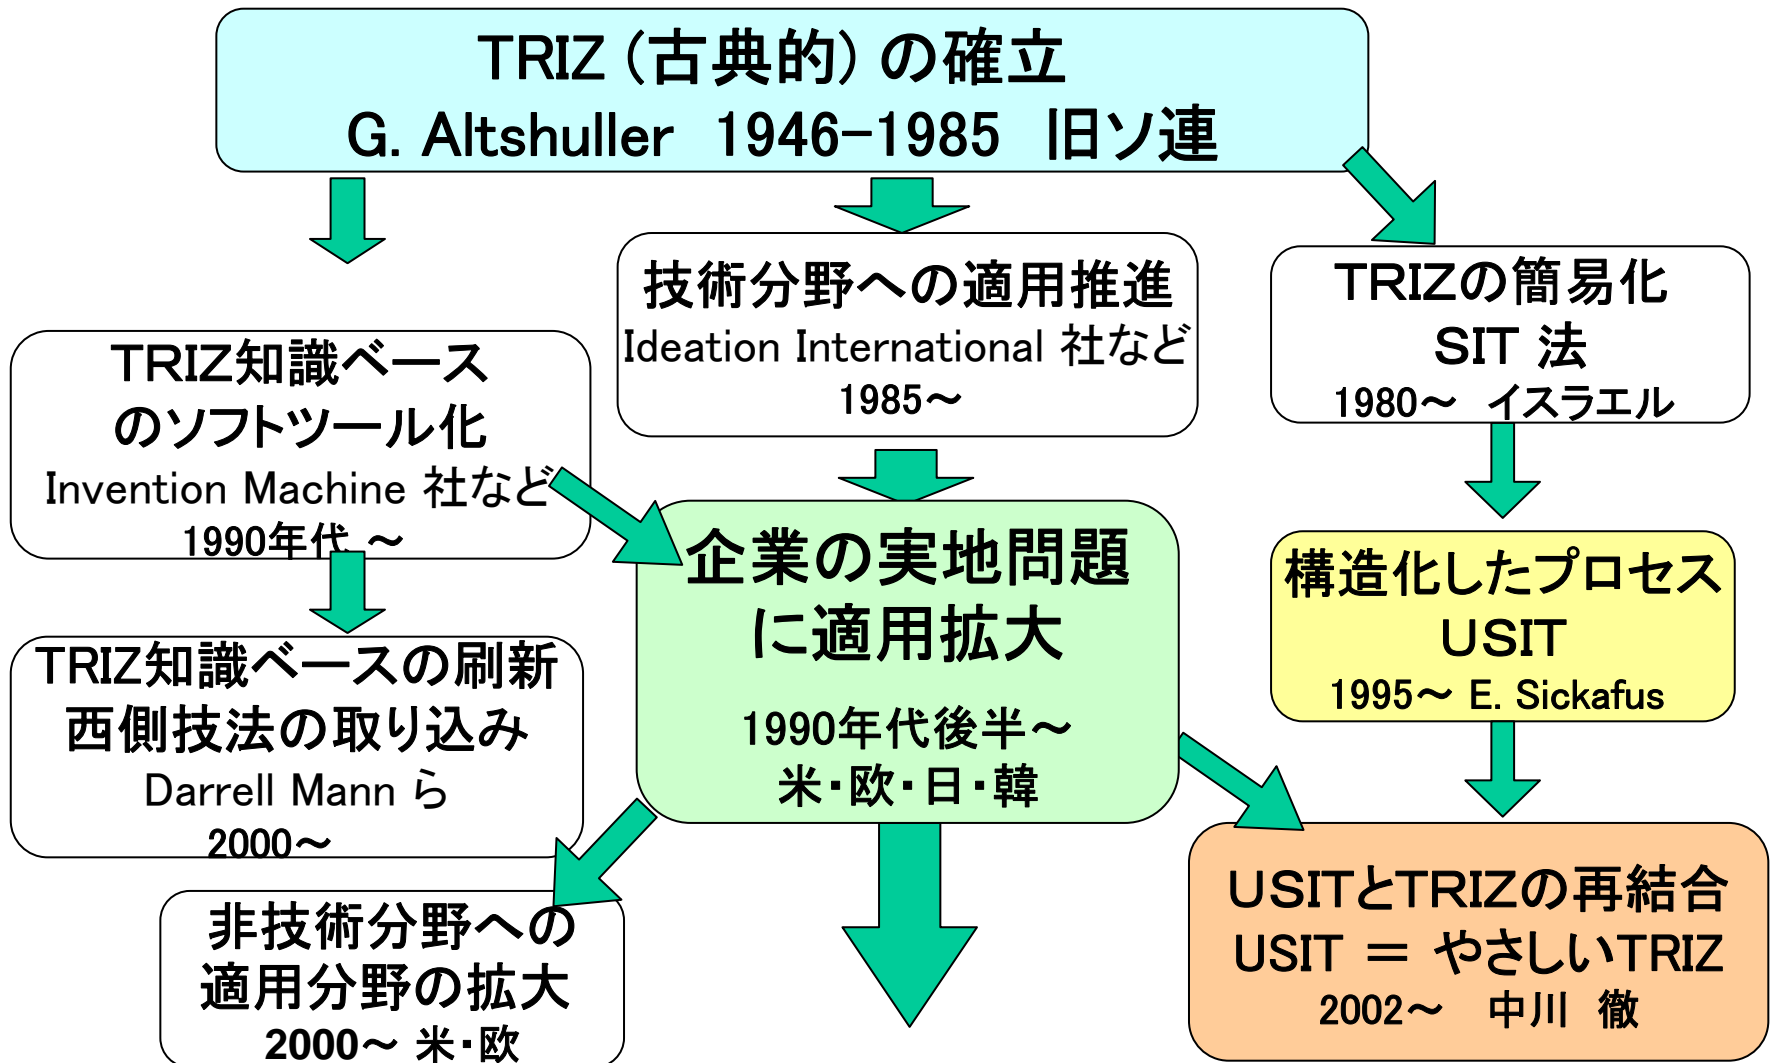 TRIZ (古典的) の確立
G. Altshuller 1946-1985 旧ソ連
技術分野への適用推進
Ideation International 社など
1985～
TRIZの簡易化
SIT 法
1980～ イスラエル
TRIZ知識ベース
のソフトツール化
Invention Machine 社など
1990年代 ～
企業の実地問題
に適用拡大
1990年代後半～
米・欧・日・韓
構造化したプロセス
USIT
1995～ E. Sickafus
TRIZ知識ベースの刷新
西側技法の取り込み
Darrell Mann ら
2000～
非技術分野への
適用分野の拡大
2000～ 米・欧
USITとTRIZの再結合
USIT ＝ やさしいTRIZ
2002～ 中川 徹